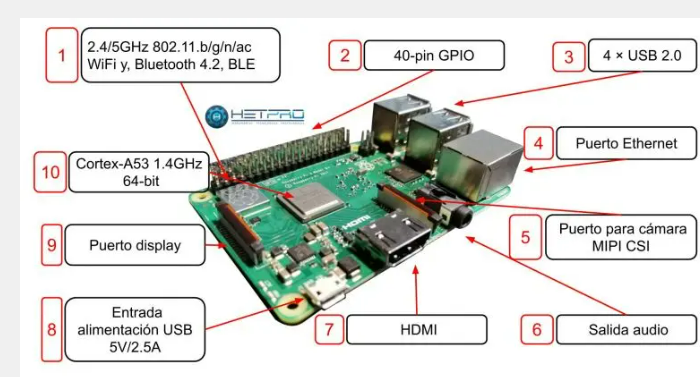 1
2.4/5GHz 802.11.b/g/n/ac
WiFi y, Bluetooth 4.2, BLE
2
40-pin GPIO
3
4 × USB 2.0
HETPRO
4
Puerto Ethernet
10
Cortex-A53 1.4GHz
64-bit
HDMI
5
Puerto para cámara
MIPI CSI
9
Puerto display
8
Entrada
alimentación USB
5V/2.5A
7
HDMI
6
Salida audio